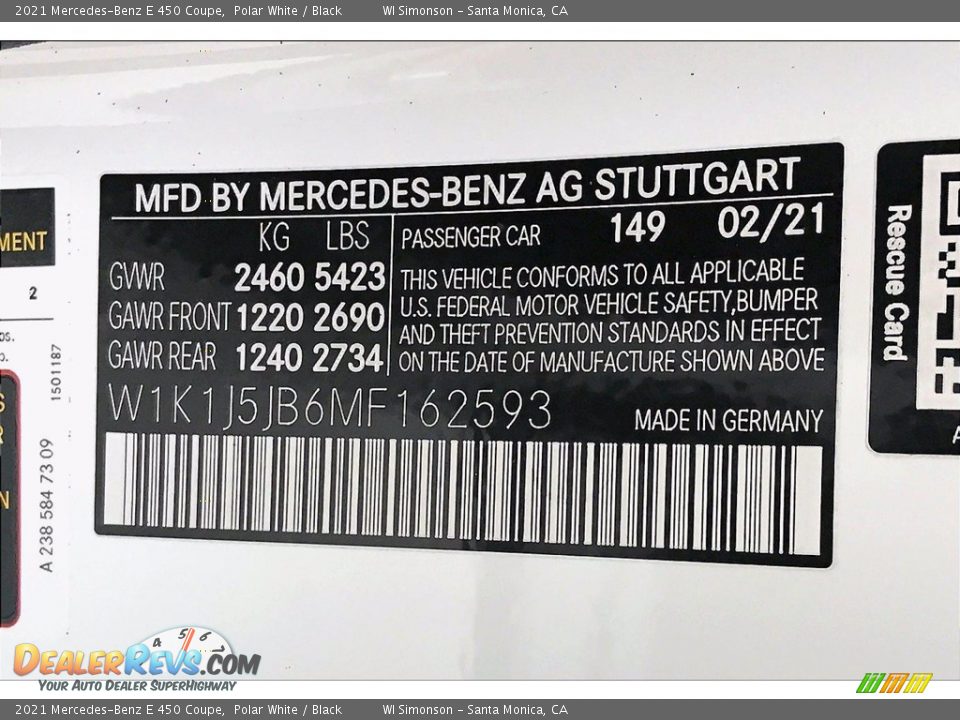 2021 Mercedes-Benz E 450 Coupe, Polar White / Black WI Simonson - Santa Monica, CA
MFD BY MERCEDES-BENZ AG STUTTGART
KG LBS
GVWR 2460 5423
GAWR FRONT 1220 2690
GAWR REAR 1240 2734
PASSENGER CAR 149 02/21
THIS VEHICLE CONFORMS TO ALL APPLICABLE
U.S. FEDERAL MOTOR VEHICLE SAFETY,BUMPER
AND THEFT PREVENTION STANDARDS IN EFFECT
ON THE DATE OF MANUFACTURE SHOWN ABOVE
W1K1J5JB6MF162593
MADE IN GERMANY
MENT
2
1501187
A 238 584 73 09
Rescue Card
4 5 6
DEALERREVS.COM
YOUR AUTO DEALER SUPERHIGHWAY
2021 Mercedes-Benz E 450 Coupe, Polar White / Black WI Simonson - Santa Monica, CA